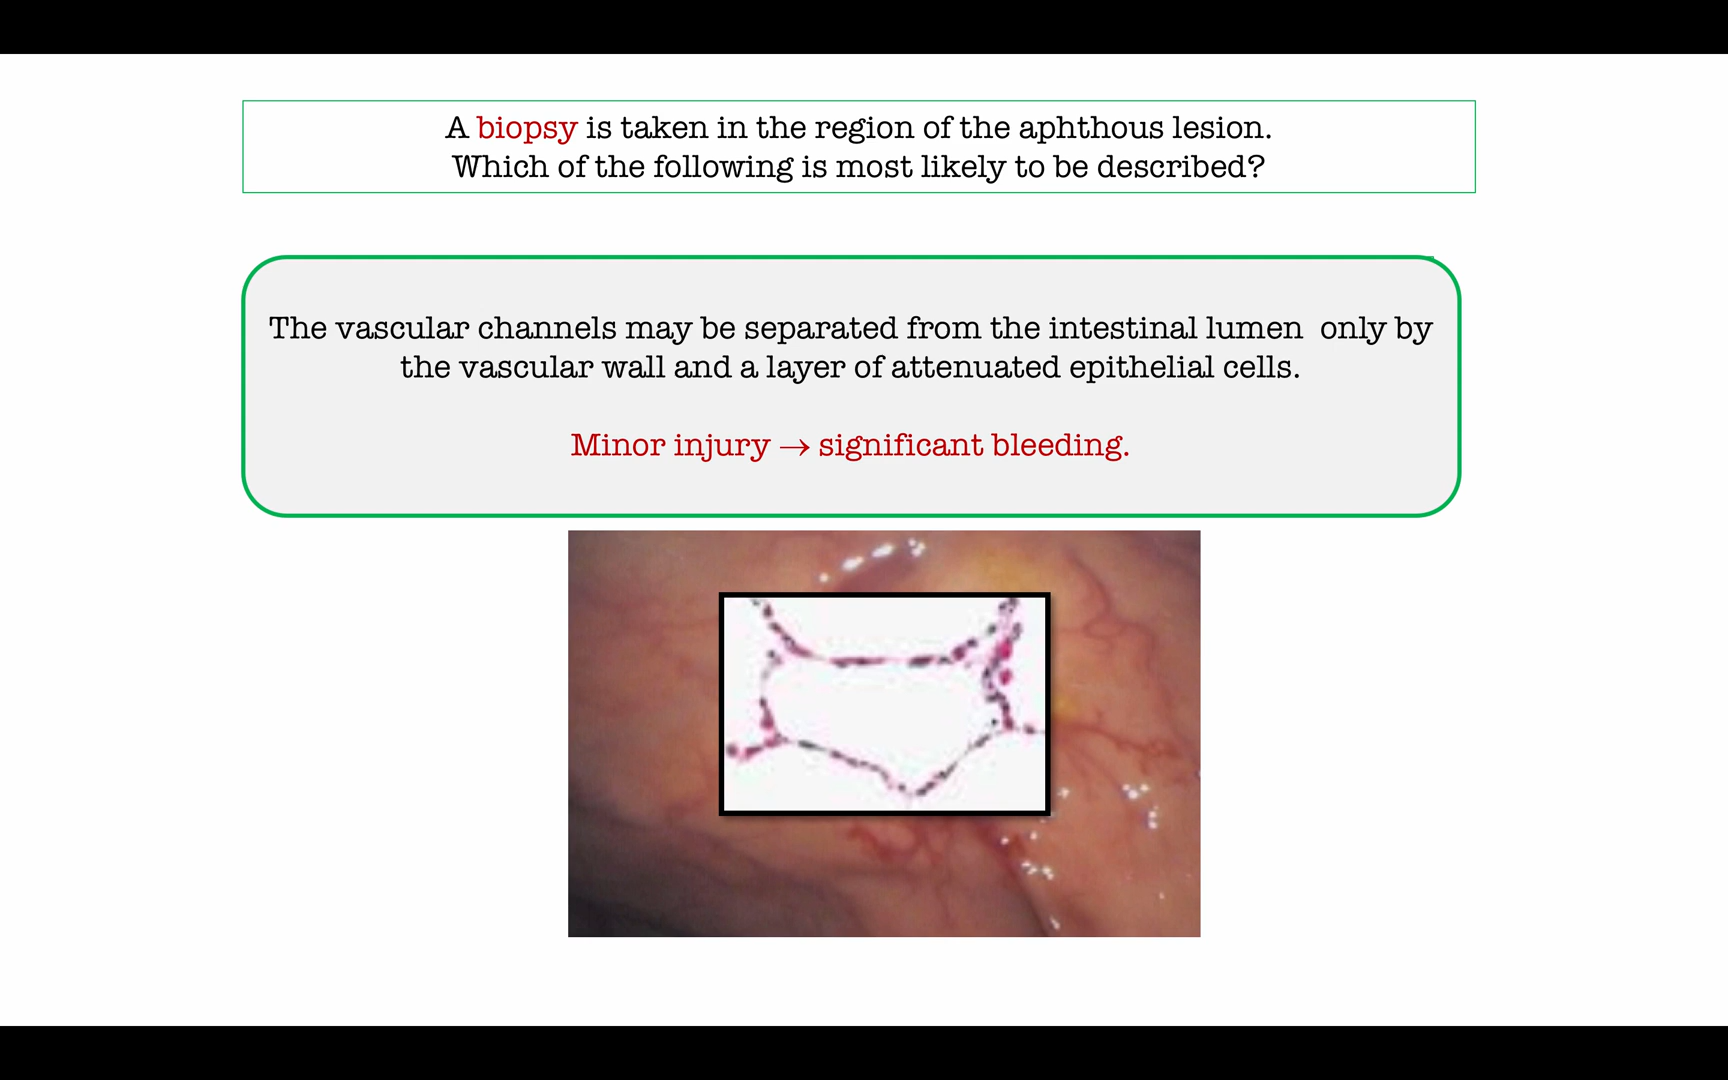 A biopsy is taken in the region of the aphthous lesion.
Which of the following is most likely to be described?
The vascular channels may be separated from the intestinal lumen only by
the vascular wall and a layer of attenuated epithelial cells.
Minor injury → significant bleeding.